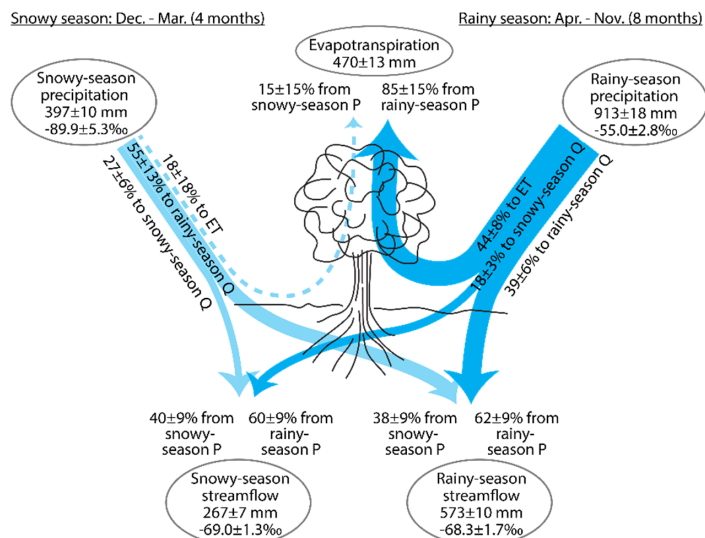 Snowy season: Dec. - Mar. (4 months)
Rainy season: Apr. - Nov. (8 months)
Evapotranspiration
470±13 mm
15±15% from
snowy-season P
85±15% from
rainy-season P
Snowy-season
precipitation
397±10 mm
-89.9±5.3‰
Rainy-season
precipitation
913±18 mm
-55.0±2.8‰
18±18% to ET
55±13% to rainy-season Q
27±6% to snowy-season Q
44±8% to ET
18±3% to snowy-season Q
39±6% to rainy-season Q
40±9% from
snowy-
season P
60±9% from
rainy-
season P
38±9% from
snowy-
season P
62±9% from
rainy-
season P
Snowy-season
streamflow
267±7 mm
-69.0±1.3‰
Rainy-season
streamflow
573±10 mm
-68.3±1.7‰